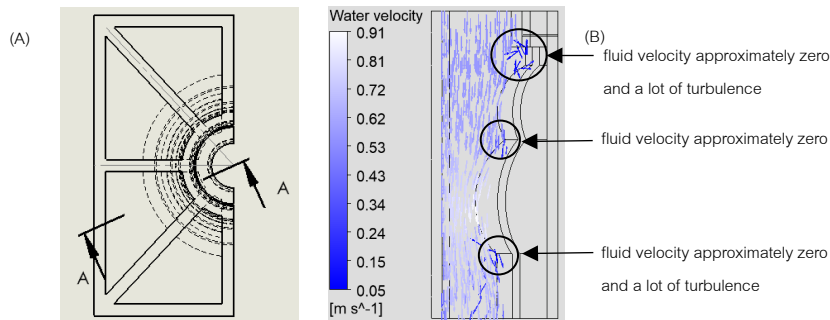 (A)
A
A
Water velocity
0.91
0.82
0.72
0.62
0.53
0.43
0.34
0.24
0.15
0.05
[m s^-1]
(B)
fluid velocity approximately zero
and a lot of turbulence
fluid velocity approximately zero
fluid velocity approximately zero
and a lot of turbulence